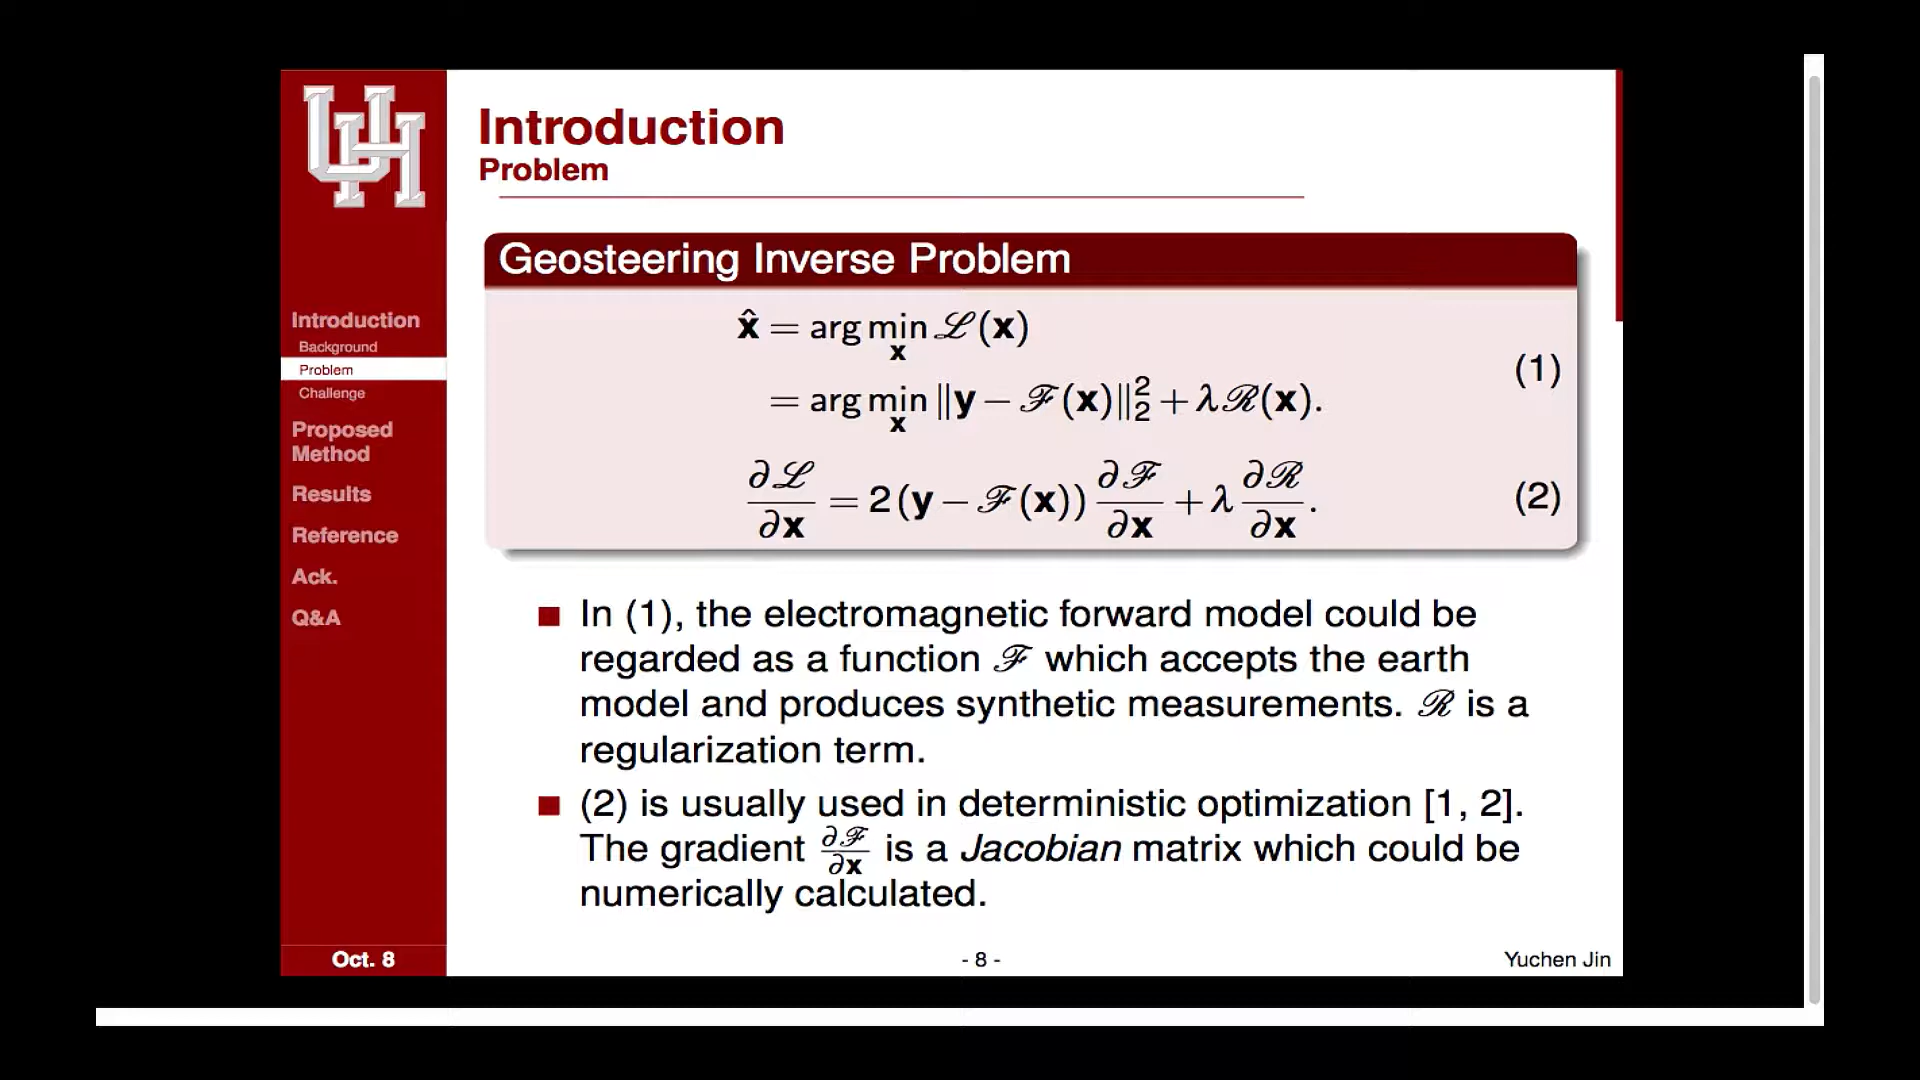 UH
Introduction
Problem
Introduction
Background
Problem
Challenge
Proposed
Method
Results
Reference
Ack.
Q&A
Geosteering Inverse Problem
x̂ = arg min_x ℒ(x)
= arg min_x ‖y − ℱ(x)‖₂² + λℛ(x). (1)
∂ℒ/∂x = 2(y − ℱ(x)) ∂ℱ/∂x + λ ∂ℛ/∂x. (2)
■ In (1), the electromagnetic forward model could be
regarded as a function ℱ which accepts the earth
model and produces synthetic measurements. ℛ is a
regularization term.
■ (2) is usually used in deterministic optimization [1, 2].
The gradient ∂ℱ/∂x is a Jacobian matrix which could be
numerically calculated.
Oct. 8
- 8 -
Yuchen Jin